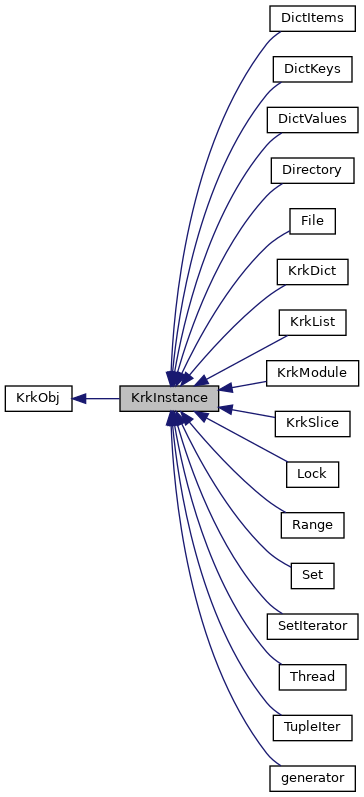 DictItems
DictKeys
DictValues
Directory
File
KrkDict
KrkList
KrkModule
KrkObj
KrkInstance
KrkSlice
Lock
Range
Set
SetIterator
Thread
TupleIter
generator